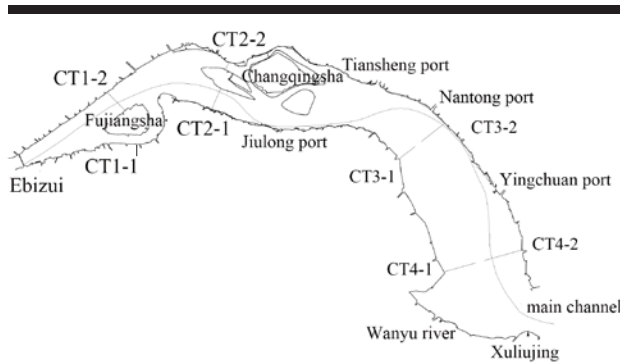 CT2-2
Tiansheng port
CT1-2
Changqingsha
Nantong port
Fujiangsha
CT2-1
CT3-2
Jiulong port
CT1-1
CT3-1
Yingchuan port
Ebizui
CT4-2
CT4-1
main channel
Wanyu river
Xuliujing